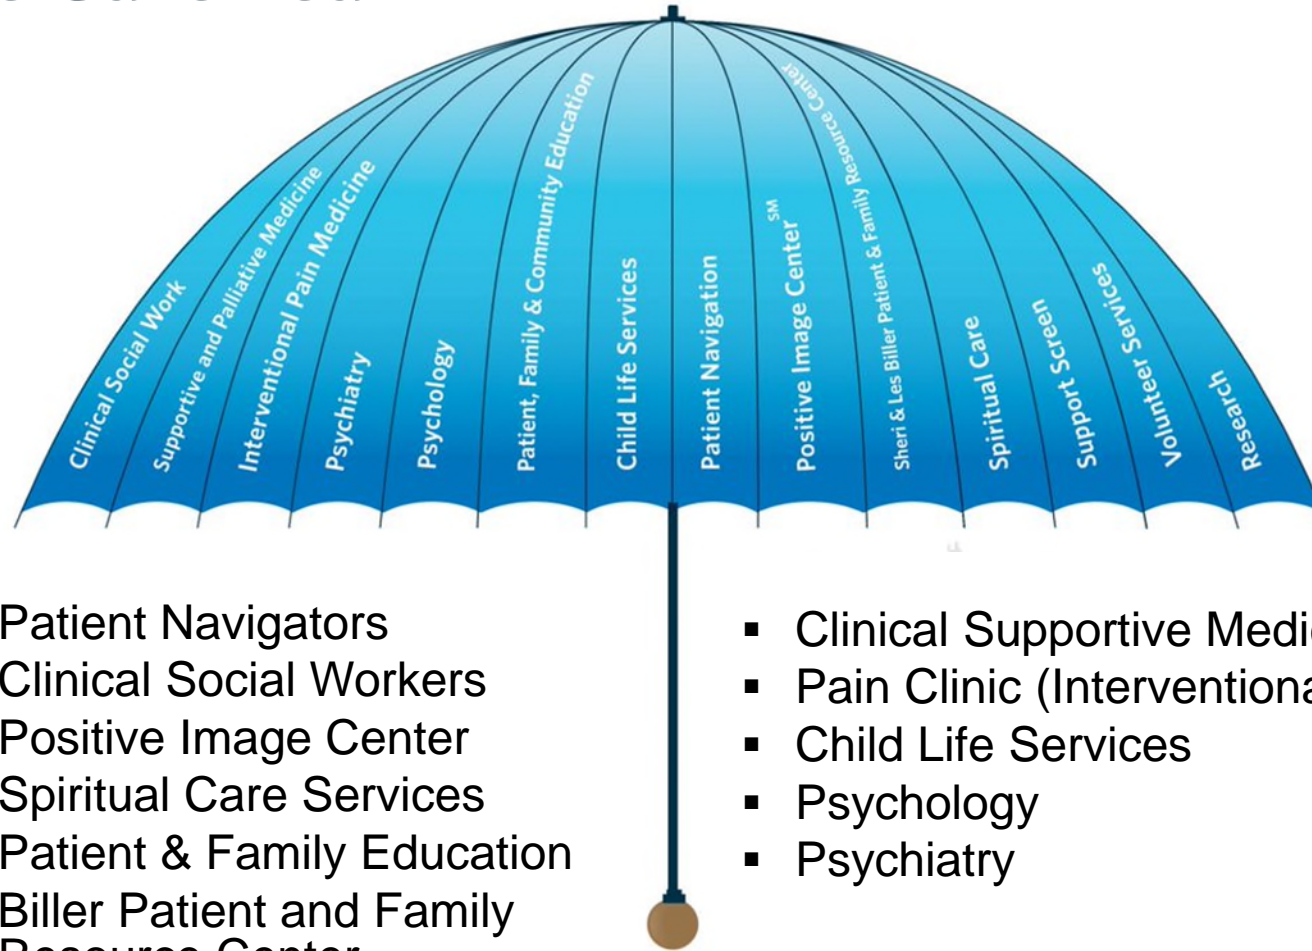 Clinical Social Work
Supportive and Palliative Medicine
Interventional Pain Medicine
Psychiatry
Psychology
Patient, Family & Community Education
Child Life Services
Patient Navigation
Positive Image Center℠
Sheri & Les Biller Patient & Family Resource Center
Spiritual Care
Support Screen
Volunteer Services
Research
Patient Navigators
Clinical Social Workers
Positive Image Center
Spiritual Care Services
Patient & Family Education
Biller Patient and Family
Resource Center
▪ Clinical Supportive
▪ Pain Clinic
▪ Child Life Services
▪ Psychology
▪ Psychiatry